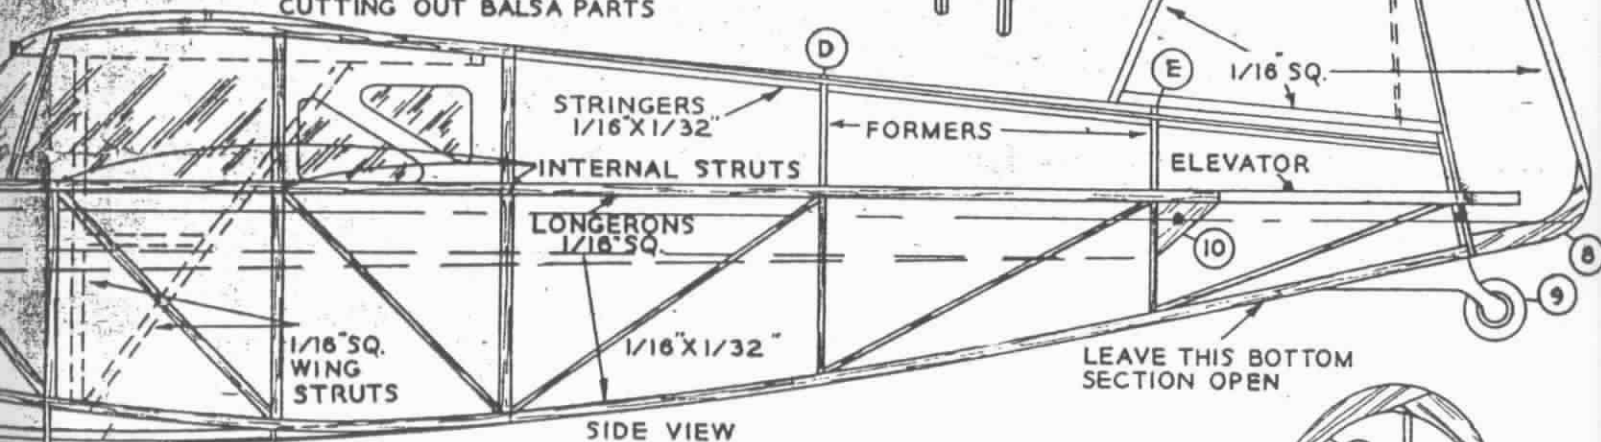 CUTTING OUT BALSA PARTS
D
E
1/16" SQ.
STRINGERS
1/16"X1/32"
FORMERS
INTERNAL STRUTS
ELEVATOR
LONGERONS
1/16"SQ.
10
8
9
1/16"SQ.
WING
STRUTS
1/16"X1/32"
LEAVE THIS BOTTOM
SECTION OPEN
SIDE VIEW